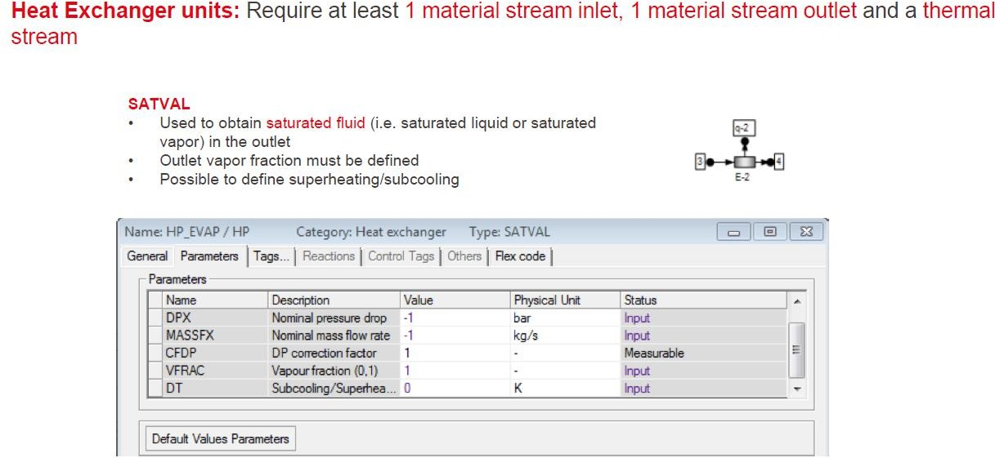 Heat Exchanger units: Require at least 1 material stream inlet, 1 material stream outlet and a thermal
stream
SATVAL
• Used to obtain saturated fluid (i.e. saturated liquid or saturated
vapor) in the outlet
• Outlet vapor fraction must be defined
• Possible to define superheating/subcooling
q-2
3 4
E-2
Name: HP_EVAP / HP Category: Heat exchanger Type: SATVAL
General Parameters Tags... Reactions Control Tags Others Flex code
Parameters
Name Description Value Physical Unit Status
DPX Nominal pressure drop -1 bar Input
MASSFX Nominal mass flow rate -1 kg/s Input
CFDP DP correction factor 1 - Measurable
VFRAC Vapour fraction (0,1) 1 - Input
DT Subcooling/Superhea... 0 K Input
Default Values Parameters